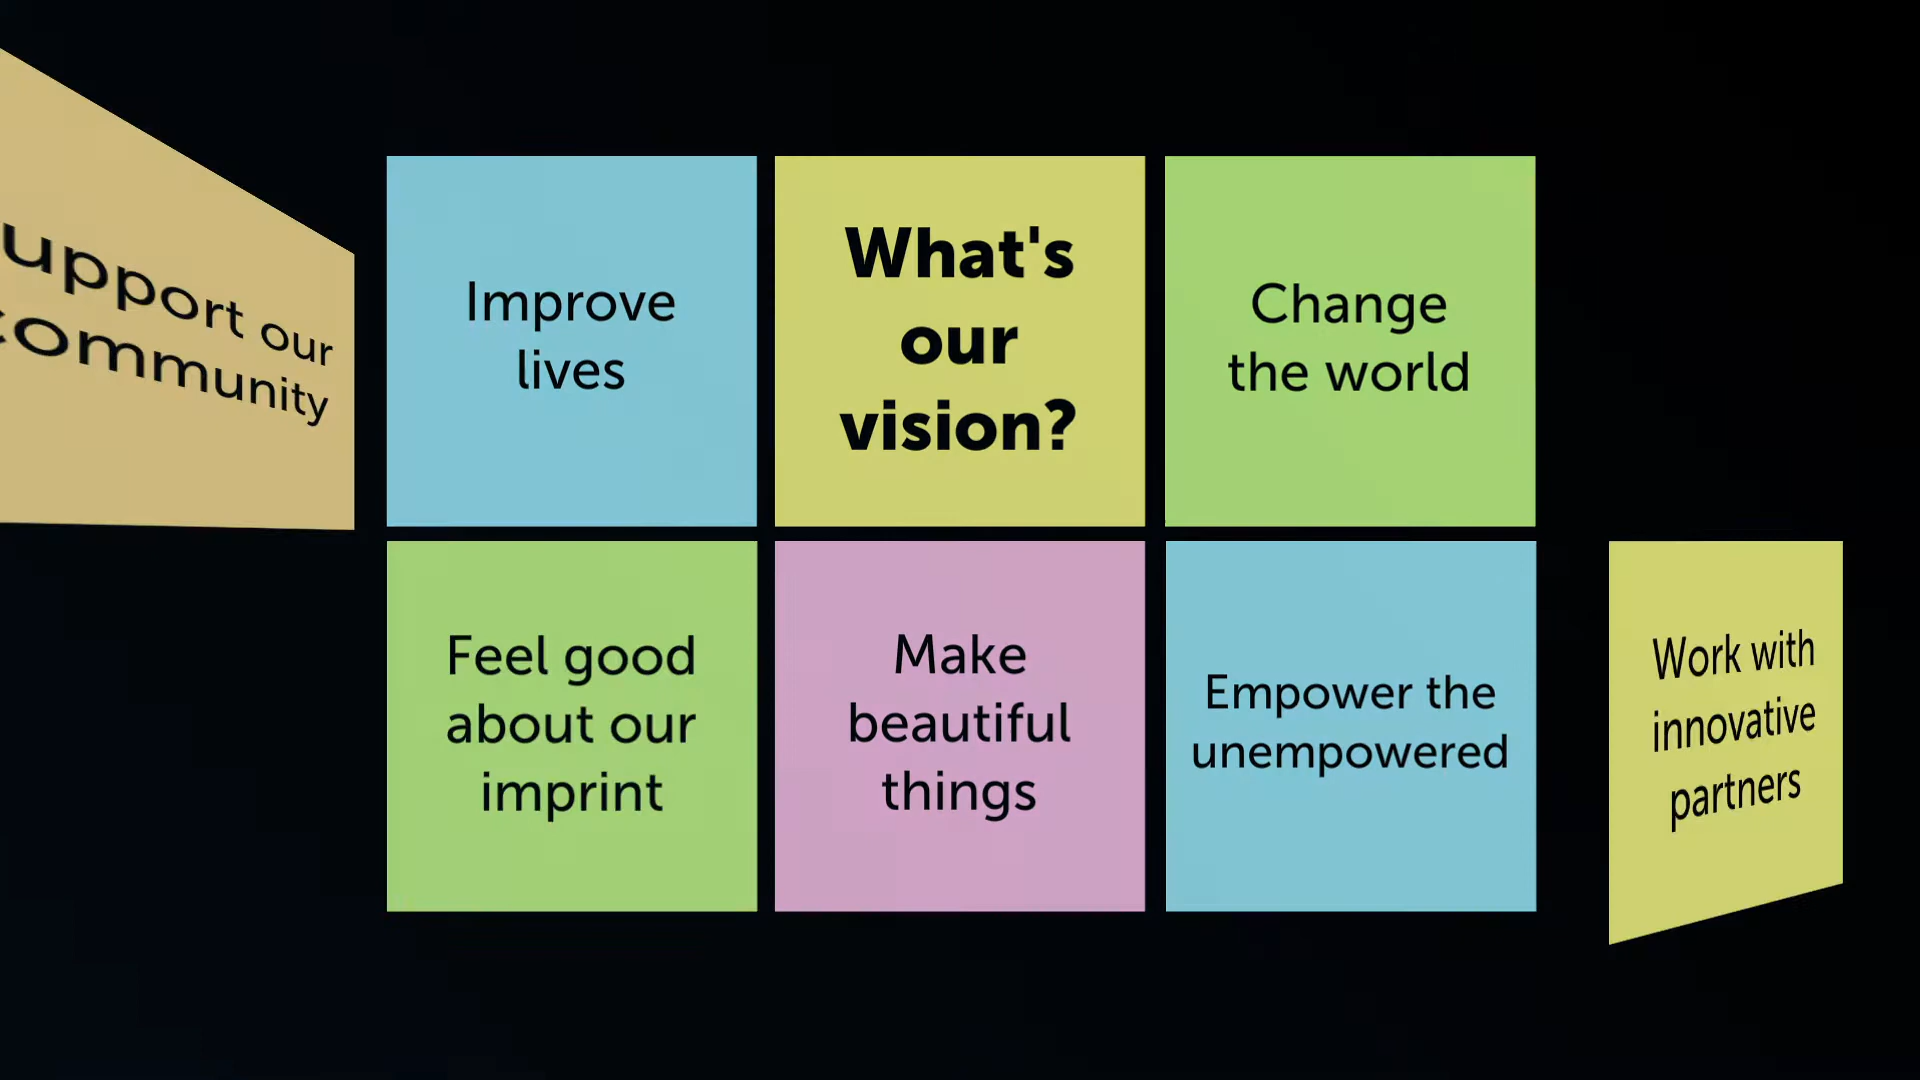 upport our
community
Improve
lives
What's
our
vision?
Change
the world
Feel good
about our
imprint
Make
beautiful
things
Empower the
unempowered
Work with
innovative
partners